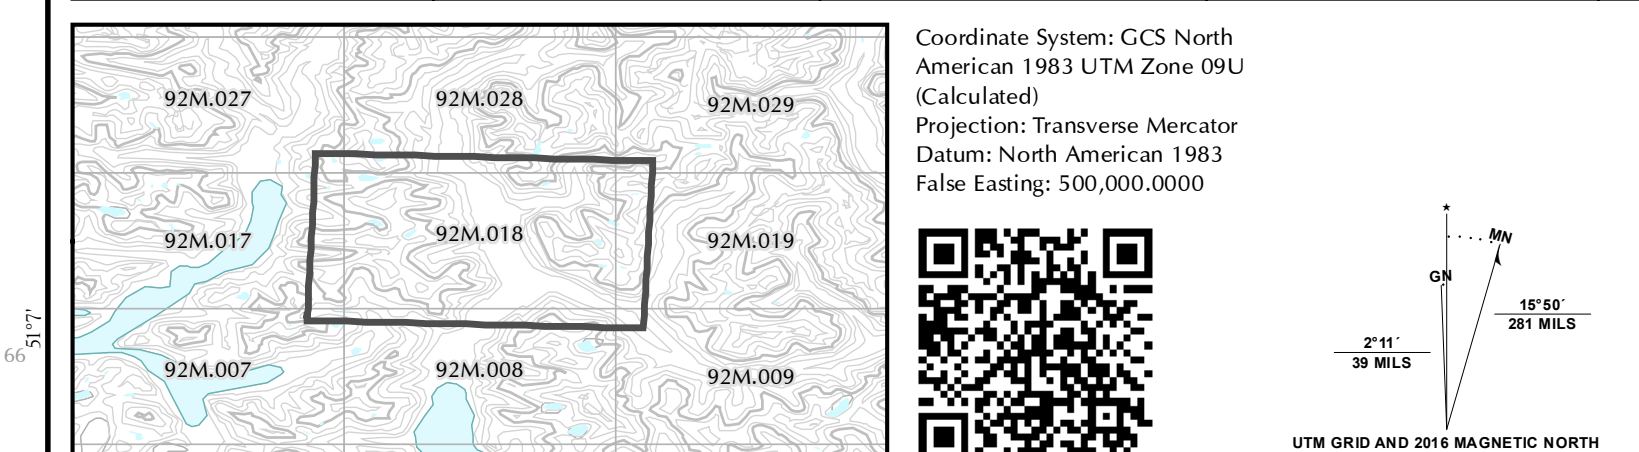 92M.027
92M.028
92M.029
92M.017
92M.018
92M.019
92M.007
92M.008
92M.009
66
51°7'
Coordinate System: GCS North
American 1983 UTM Zone 09U
(Calculated)
Projection: Transverse Mercator
Datum: North American 1983
False Easting: 500,000.0000
MN
GN
15°50´
281 MILS
2°11´
39 MILS
UTM GRID AND 2016 MAGNETIC NORTH